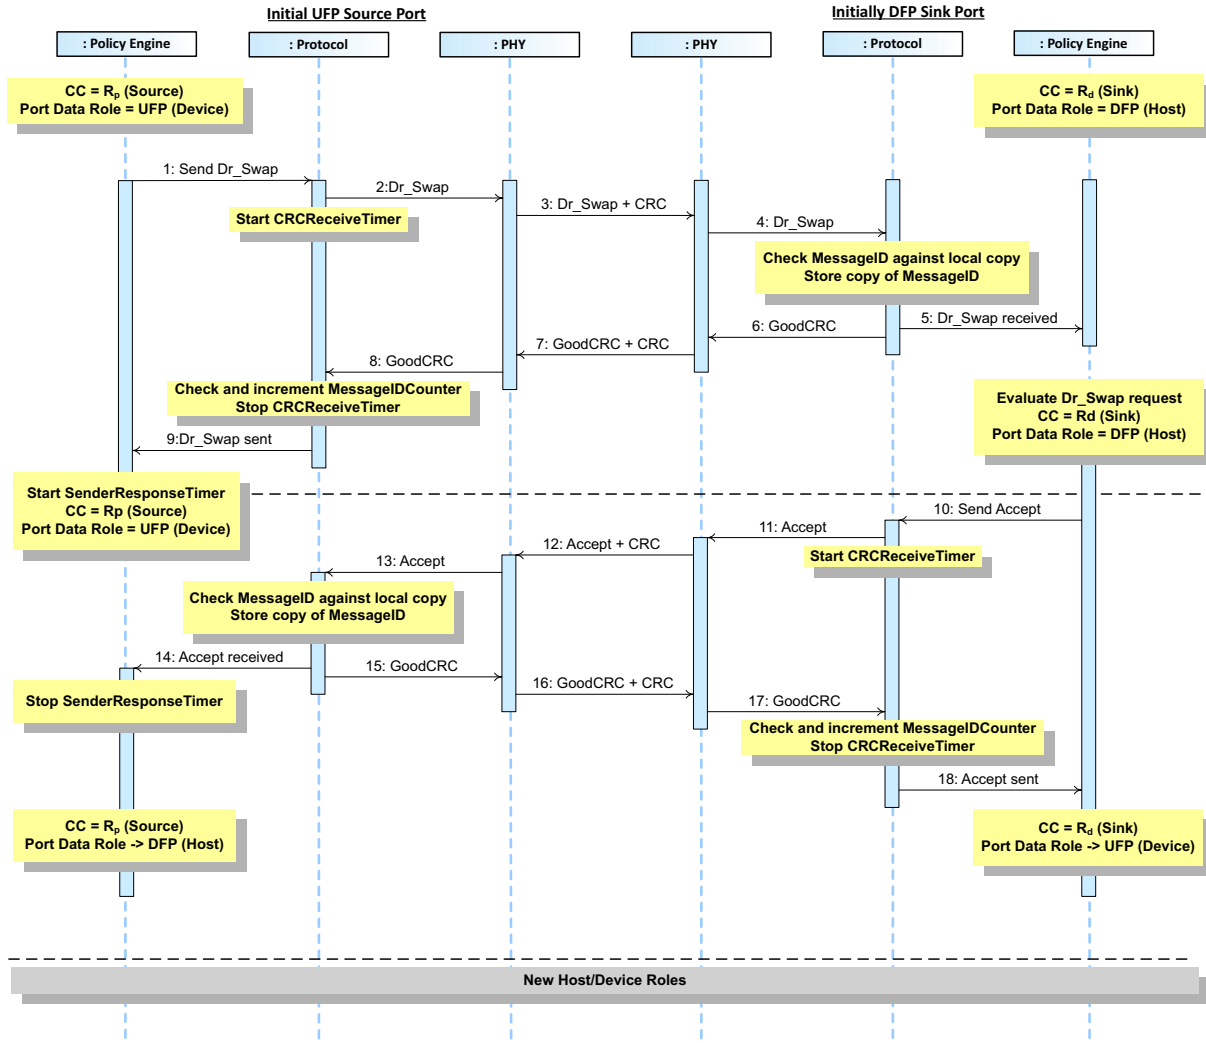 Initial UFP Source Port
Initially DFP Sink Port
: Policy Engine
: Protocol
: PHY
: PHY
: Protocol
: Policy Engine
CC = Rp (Source)
Port Data Role = UFP (Device)
CC = Rd (Sink)
Port Data Role = DFP (Host)
1: Send Dr_Swap
2:Dr_Swap
Start CRCReceiveTimer
3: Dr_Swap + CRC
4: Dr_Swap
Check MessageID against local copy
Store copy of MessageID
5: Dr_Swap received
6: GoodCRC
7: GoodCRC + CRC
8: GoodCRC
Check and increment MessageIDCounter
Stop CRCReceiveTimer
9:Dr_Swap sent
Evaluate Dr_Swap request
CC = Rd (Sink)
Port Data Role = DFP (Host)
Start SenderResponseTimer
CC = Rp (Source)
Port Data Role = UFP (Device)
10: Send Accept
11: Accept
Start CRCReceiveTimer
12: Accept + CRC
13: Accept
Check MessageID against local copy
Store copy of MessageID
14: Accept received
15: GoodCRC
Stop SenderResponseTimer
16: GoodCRC + CRC
17: GoodCRC
Check and increment MessageIDCounter
Stop CRCReceiveTimer
18: Accept sent
CC = Rp (Source)
Port Data Role -> DFP (Host)
CC = Rd (Sink)
Port Data Role -> UFP (Device)
New Host/Device Roles